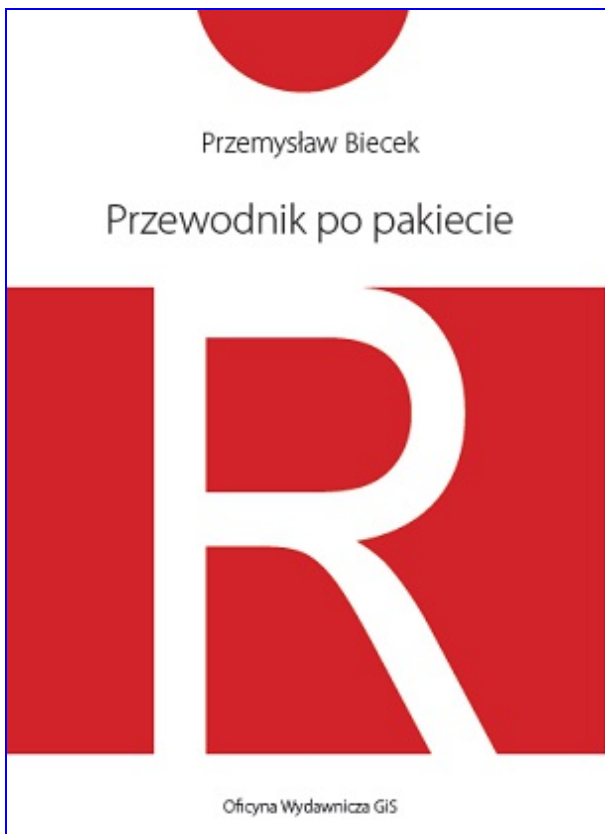 Przemysław Biecek
Przewodnik po pakiecie
R
Oficyna Wydawnicza GiS